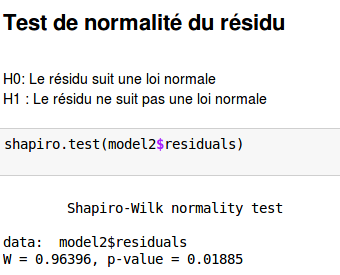 Test de normalité du résidu
H0: Le résidu suit une loi normale
H1 : Le résidu ne suit pas une loi normale
shapiro.test(model2$residuals)
Shapiro-Wilk normality test
data:  model2$residuals
W = 0.96396, p-value = 0.01885